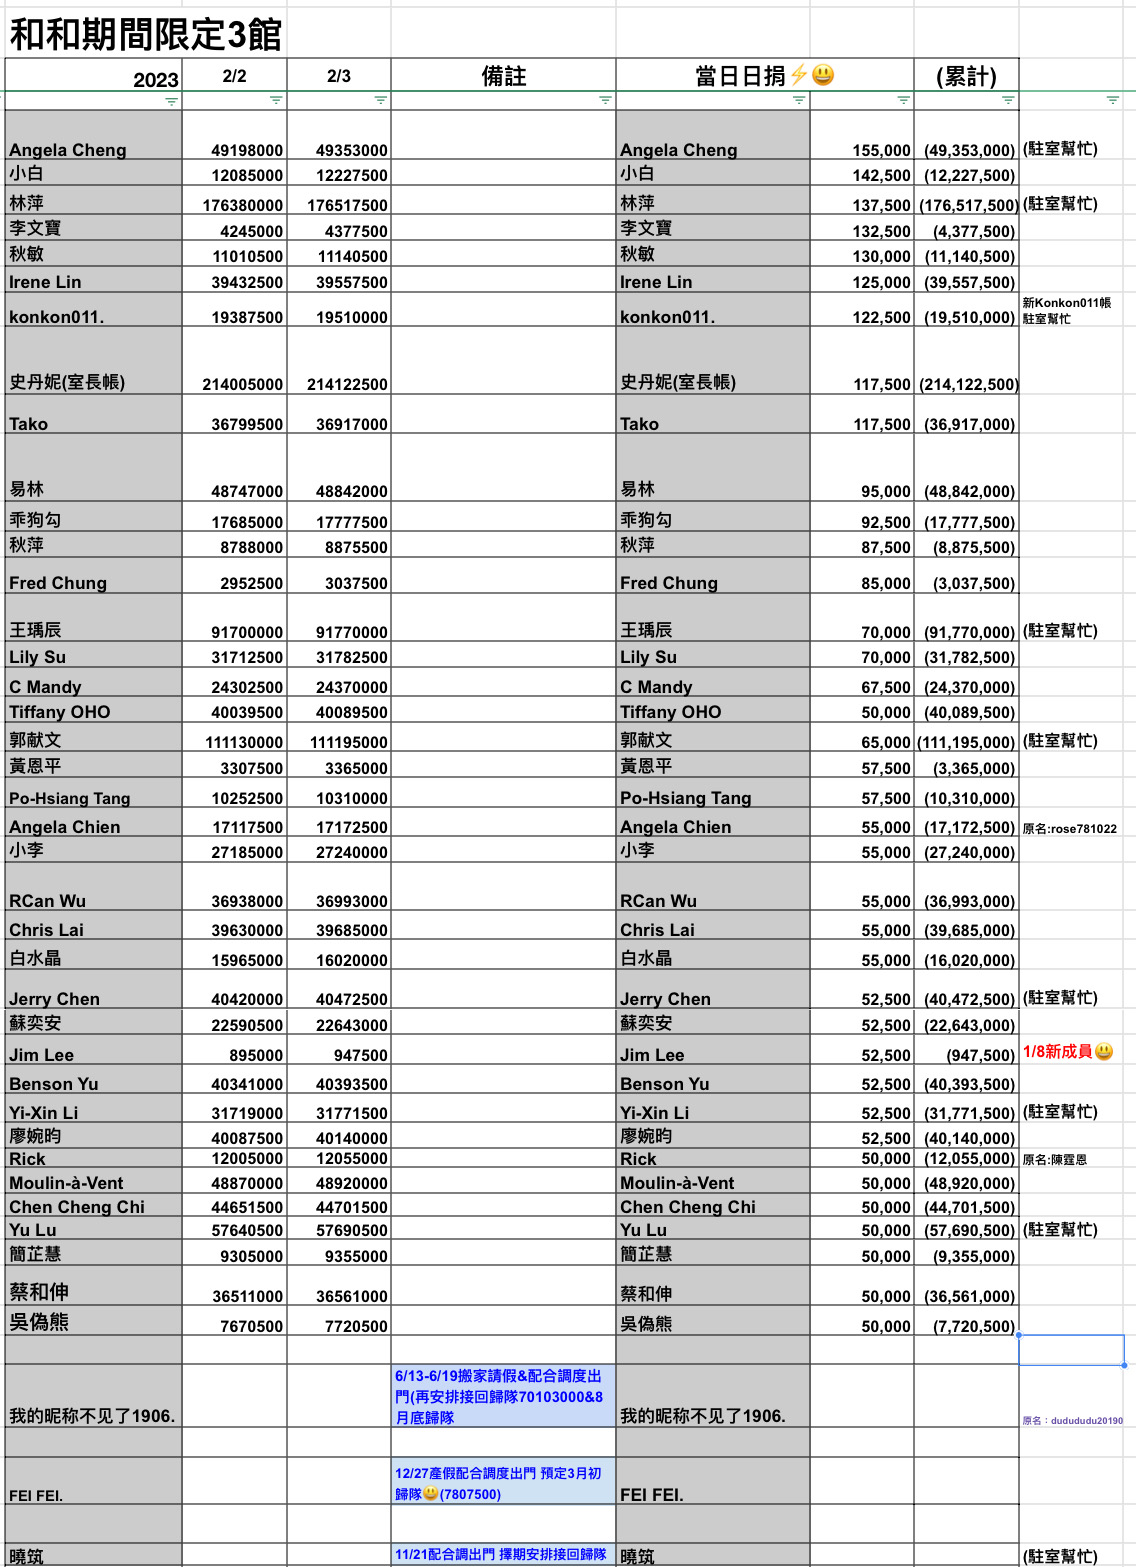 和和期間限定3館
2023 2/2 2/3 備註 當日日捐⚡😃 (累計)
Angela Cheng 49198000 49353000 Angela Cheng 155,000 (49,353,000) (駐室幫忙)
小白 12085000 12227500 小白 142,500 (12,227,500)
林萍 176380000 176517500 林萍 137,500 (176,517,500) (駐室幫忙)
李文寶 4245000 4377500 李文寶 132,500 (4,377,500)
秋敏 11010500 11140500 秋敏 130,000 (11,140,500)
Irene Lin 39432500 39557500 Irene Lin 125,000 (39,557,500)
新Konkon011帳
konkon011. 19387500 19510000 konkon011. 122,500 (19,510,000) 駐室幫忙
史丹妮(室長帳) 214005000 214122500 史丹妮(室長帳) 117,500 (214,122,500)
Tako 36799500 36917000 Tako 117,500 (36,917,000)
易林 48747000 48842000 易林 95,000 (48,842,000)
乖狗勾 17685000 17777500 乖狗勾 92,500 (17,777,500)
秋萍 8788000 8875500 秋萍 87,500 (8,875,500)
Fred Chung 2952500 3037500 Fred Chung 85,000 (3,037,500)
王瑀辰 91700000 91770000 王瑀辰 70,000 (91,770,000) (駐室幫忙)
Lily Su 31712500 31782500 Lily Su 70,000 (31,782,500)
C Mandy 24302500 24370000 C Mandy 67,500 (24,370,000)
Tiffany OHO 40039500 40089500 Tiffany OHO 50,000 (40,089,500)
郭献文 111130000 111195000 郭献文 65,000 (111,195,000) (駐室幫忙)
黃恩平 3307500 3365000 黃恩平 57,500 (3,365,000)
Po-Hsiang Tang 10252500 10310000 Po-Hsiang Tang 57,500 (10,310,000)
Angela Chien 17117500 17172500 Angela Chien 55,000 (17,172,500) 原名:rose781022
小李 27185000 27240000 小李 55,000 (27,240,000)
RCan Wu 36938000 36993000 RCan Wu 55,000 (36,993,000)
Chris Lai 39630000 39685000 Chris Lai 55,000 (39,685,000)
白水晶 15965000 16020000 白水晶 55,000 (16,020,000)
Jerry Chen 40420000 40472500 Jerry Chen 52,500 (40,472,500) (駐室幫忙)
蘇奕安 22590500 22643000 蘇奕安 52,500 (22,643,000)
Jim Lee 895000 947500 Jim Lee 52,500 (947,500) 1/8新成員😃
Benson Yu 40341000 40393500 Benson Yu 52,500 (40,393,500)
Yi-Xin Li 31719000 31771500 Yi-Xin Li 52,500 (31,771,500) (駐室幫忙)
廖婉昀 40087500 40140000 廖婉昀 52,500 (40,140,000)
Rick 12005000 12055000 Rick 50,000 (12,055,000) 原名:陳霆恩
Moulin-à-Vent 48870000 48920000 Moulin-à-Vent 50,000 (48,920,000)
Chen Cheng Chi 44651500 44701500 Chen Cheng Chi 50,000 (44,701,500)
Yu Lu 57640500 57690500 Yu Lu 50,000 (57,690,500) (駐室幫忙)
簡芷慧 9305000 9355000 簡芷慧 50,000 (9,355,000)
蔡和伸 36511000 36561000 蔡和伸 50,000 (36,561,000)
吳偽熊 7670500 7720500 吳偽熊 50,000 (7,720,500)
6/13-6/19搬家請假&配合調度出
門(再安排接回歸隊70103000&8
我的昵称不见了1906. 月底歸隊 我的昵称不见了1906. 原名：dudududu20190
12/27產假配合調度出門 預定3月初
FEI FEI. 歸隊😃(7807500) FEI FEI.
曉筑 11/21配合調出門 擇期安排接回歸隊 曉筑 (駐室幫忙)